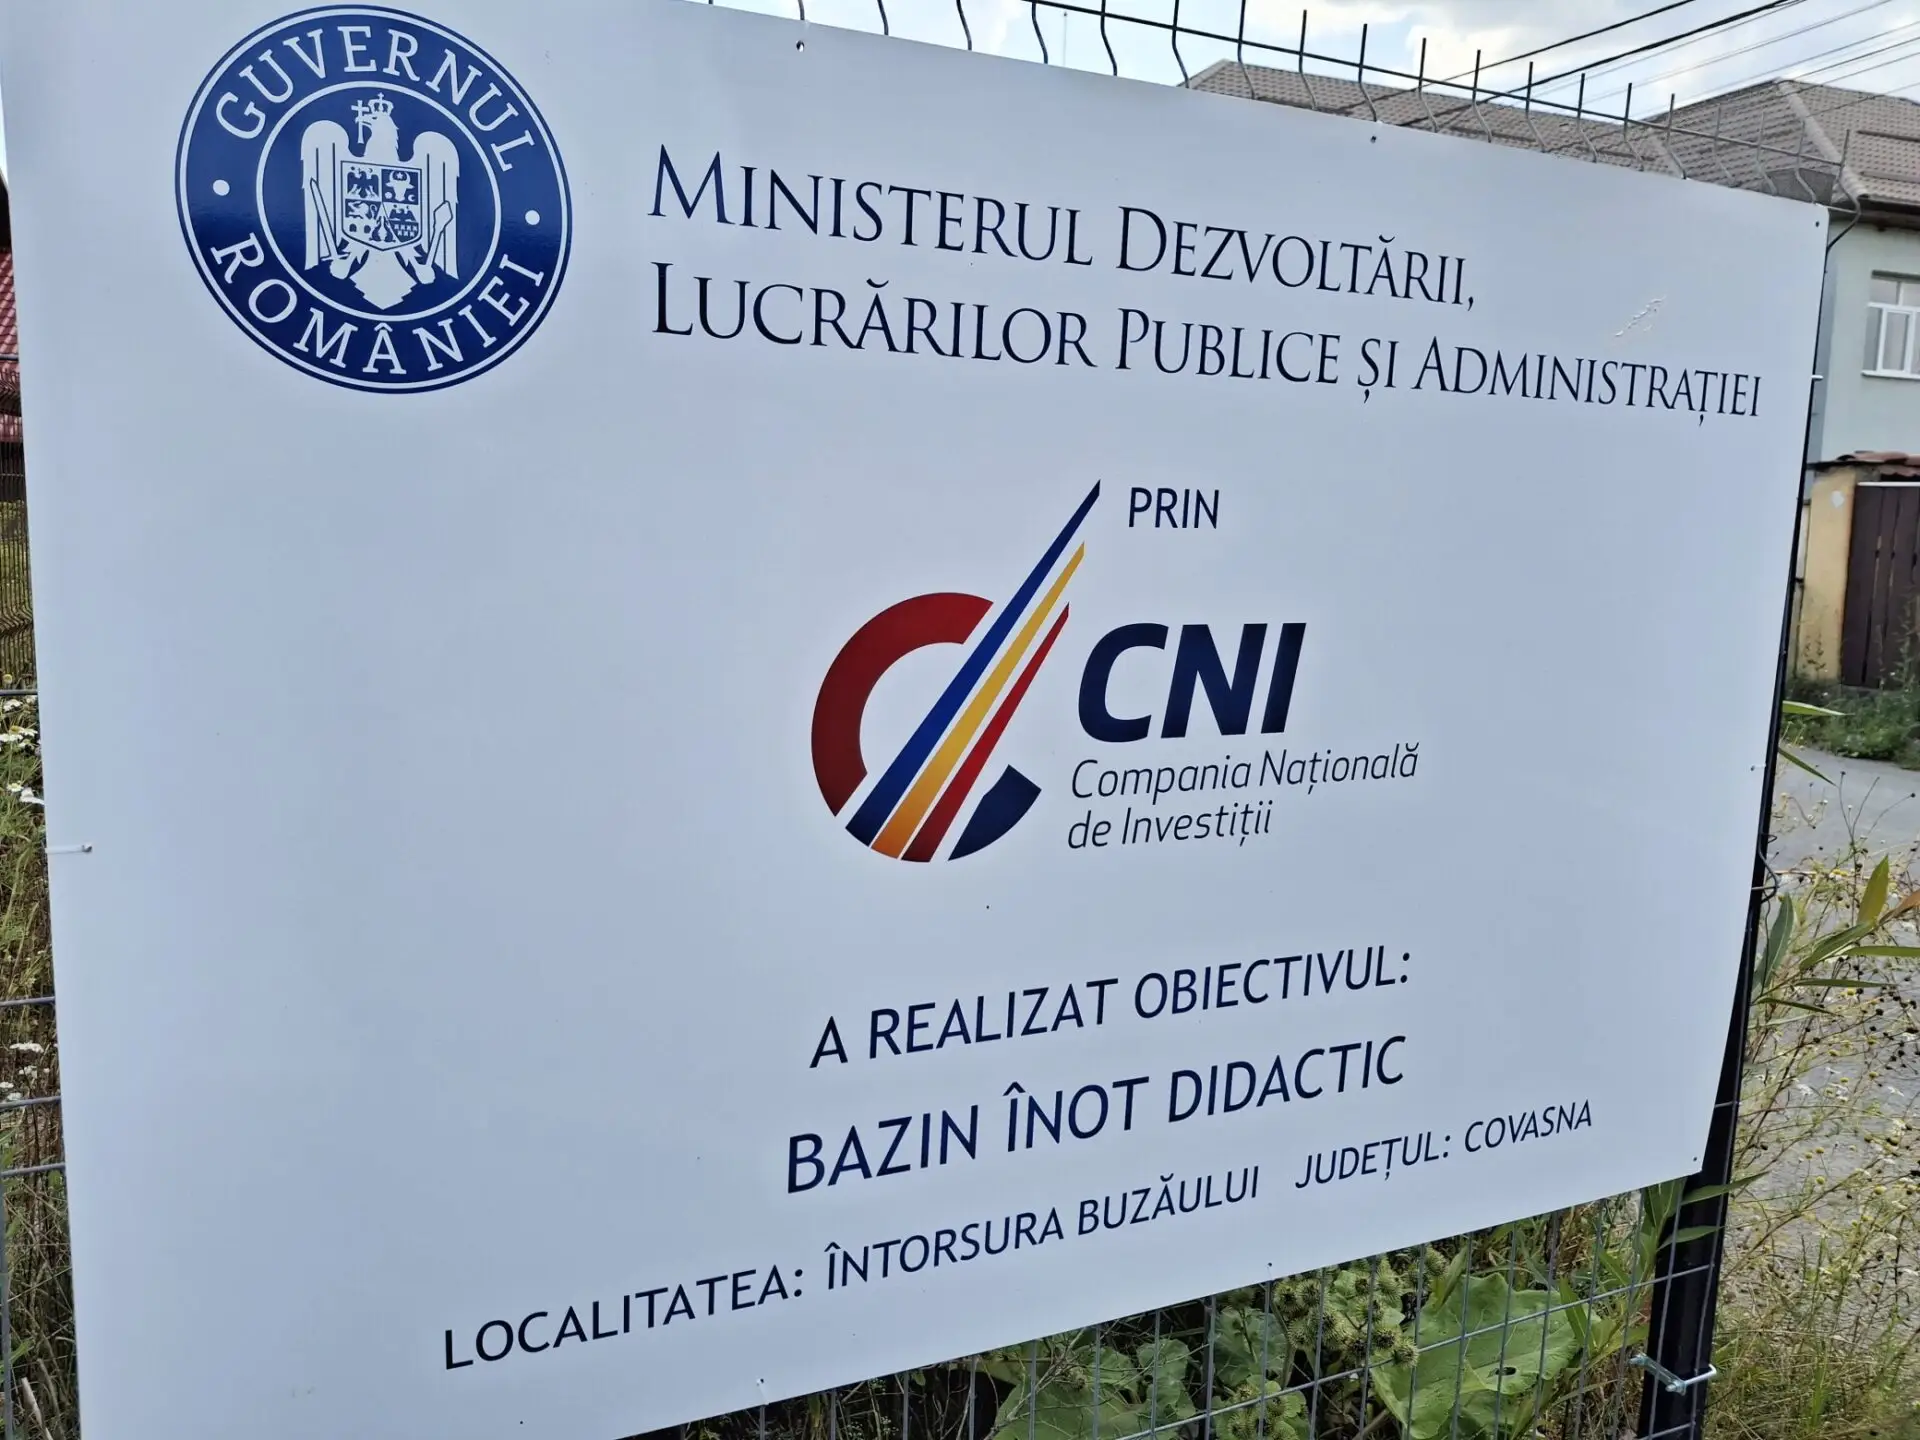 GUVERNUL
ROMÂNIEI
MINISTERUL DEZVOLTĂRII,
LUCRĂRILOR PUBLICE ȘI ADMINISTRAȚIEI
PRIN
CNI
Compania Națională
de Investiții
A REALIZAT OBIECTIVUL:
BAZIN ÎNOT DIDACTIC
LOCALITATEA: ÎNTORSURA BUZĂULUI JUDEȚUL: COVASNA